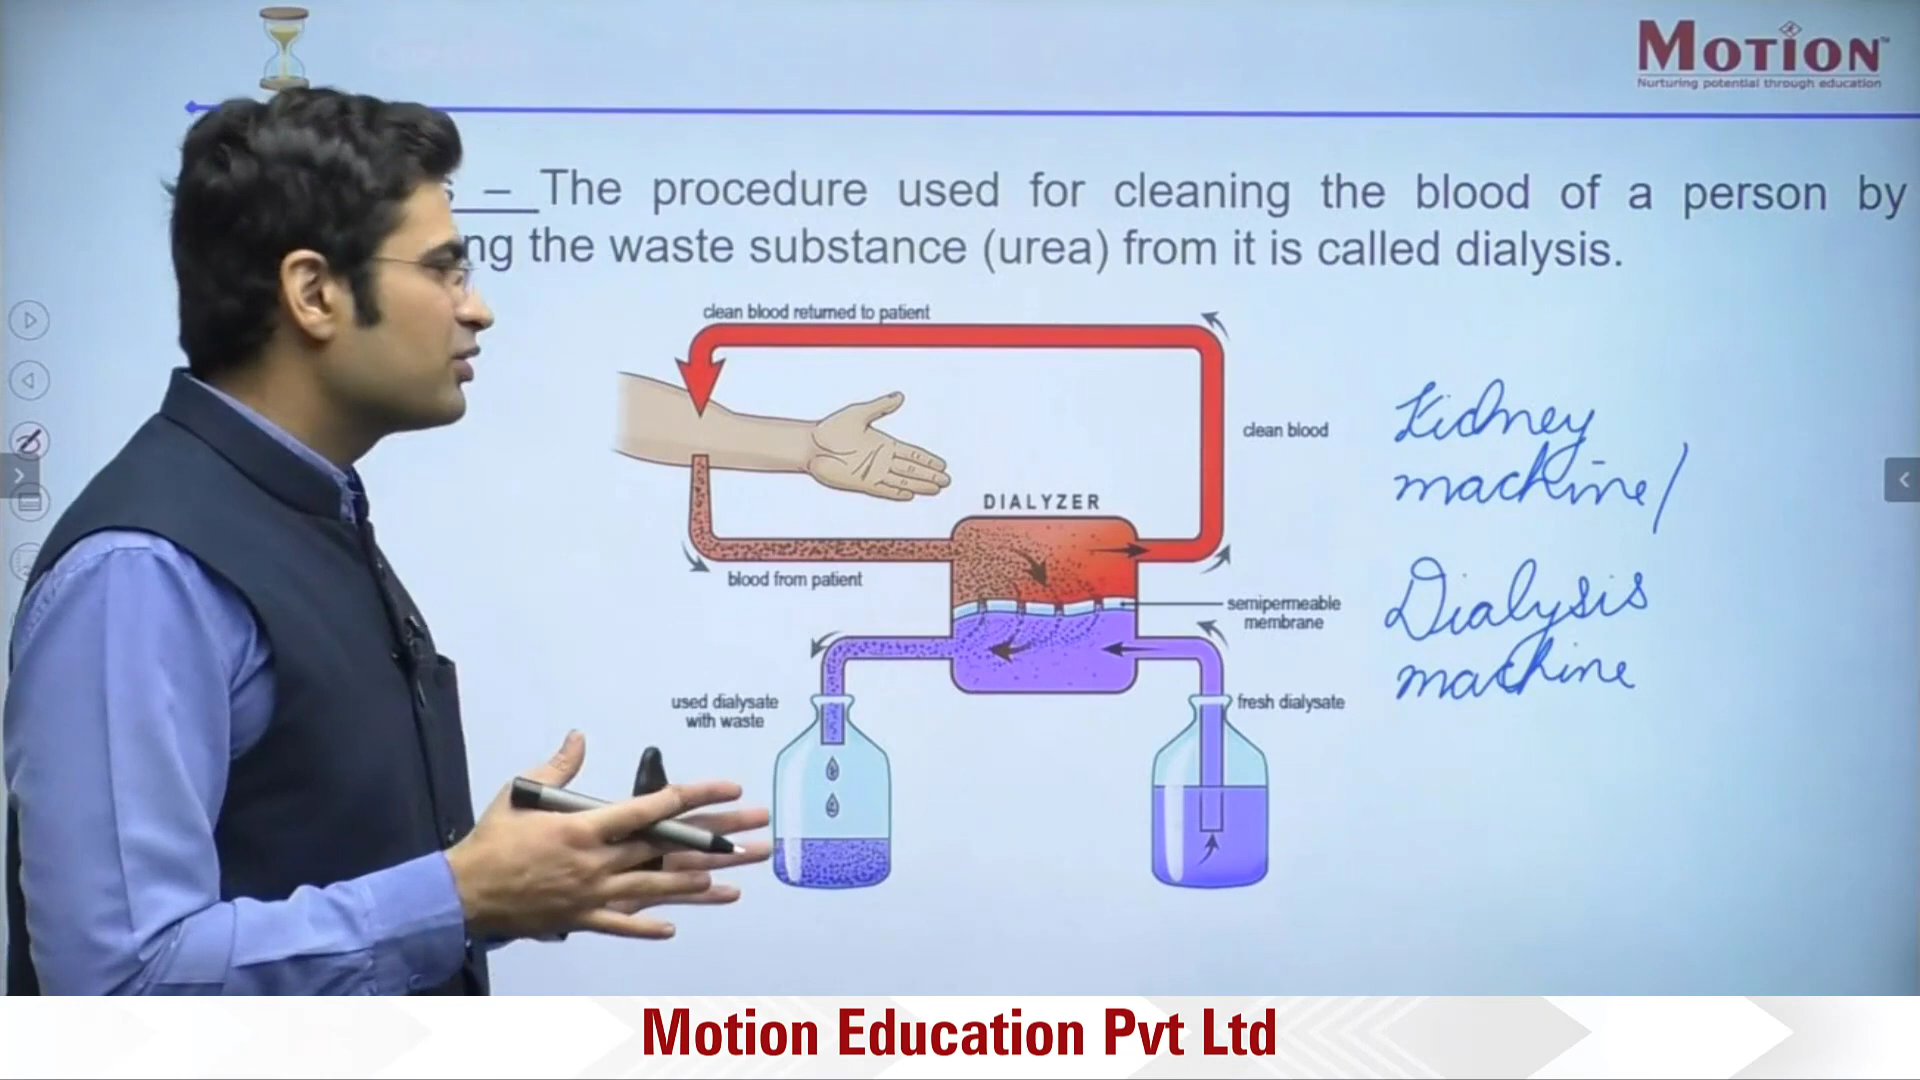 MOTION™
Nurturing potential through education
– The procedure used for cleaning the blood of a person by
the waste substance (urea) from it is called dialysis.
clean blood returned to patient
clean blood
Kidney
machine/
DIALYZER
blood from patient
semipermeable
membrane
Dialysis
machine
used dialysate
with waste
fresh dialysate
Motion Education Pvt Ltd